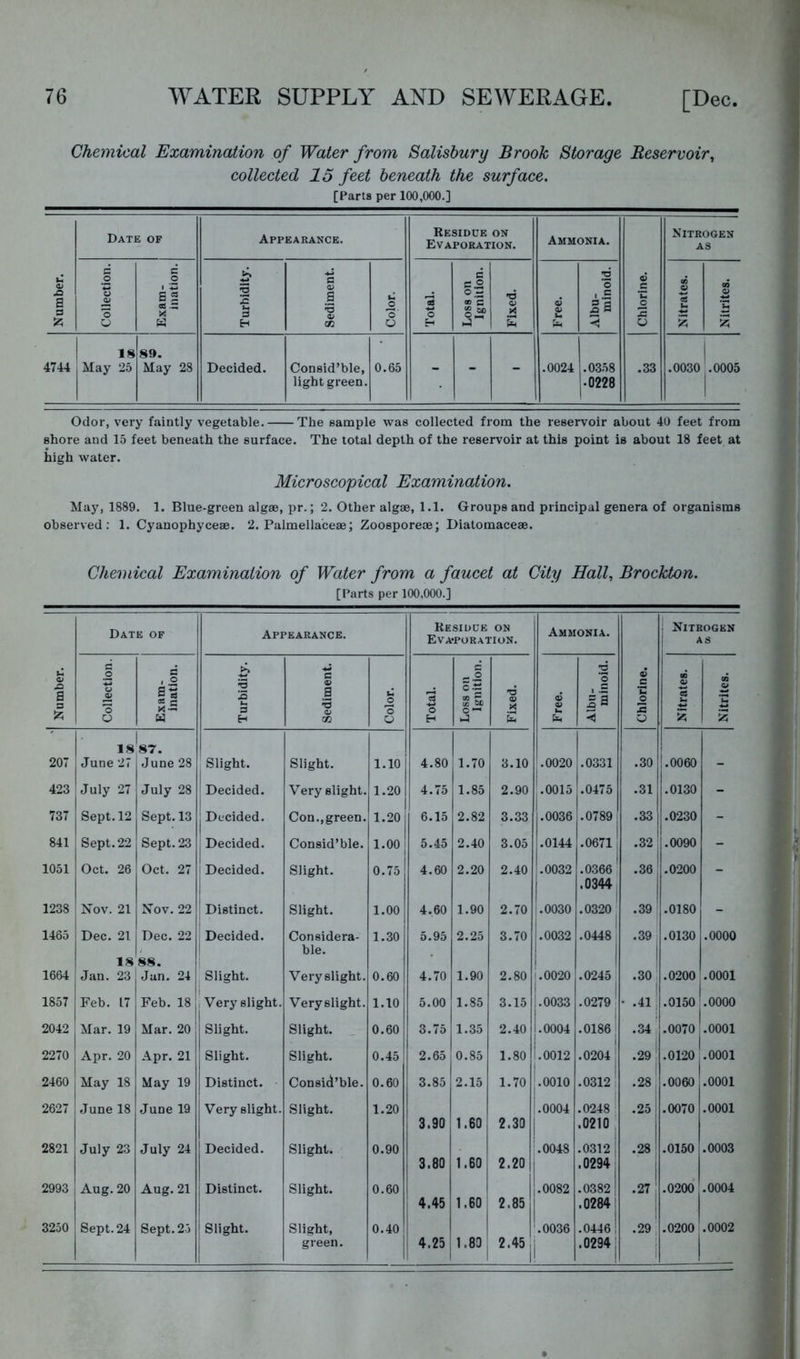 76 WATER SUPPLY AND SEWERAGE. [Dec.
Chemical Examination of Water from Salisbury Brook Storage Reservoir,
collected 15 feet beneath the surface.
[Parts per 100,000.]
Number. | Date of | Appearance. | Residue on Evaporation. | Ammonia. | Chlorine. | Nitrogen as
Collection. | Examination. | Turbidity. | Sediment. | Color. | Total. | Loss on Ignition. | Fixed. | Free. | Albuminoid. | Nitrates. | Nitrites.
1889.
4744 | May 25 | May 28 | Decided. | Consid'ble, | 0.65 | - | - | - | .0024 | .0358 | .33 | .0030 | .0005
light green. | .0228
Odor, very faintly vegetable. —— The sample was collected from the reservoir about 40 feet from
shore and 15 feet beneath the surface. The total depth of the reservoir at this point is about 18 feet at
high water.
Microscopical Examination.
May, 1889. 1. Blue-green algæ, pr.; 2. Other algæ, 1.1. Groups and principal genera of organisms
observed: 1. Cyanophyceæ. 2. Palmellaceæ; Zoosporeæ; Diatomaceæ.
Chemical Examination of Water from a faucet at City Hall, Brockton.
[Parts per 100,000.]
Number. | Date of | Appearance. | Residue on Evaporation. | Ammonia. | Chlorine. | Nitrogen as
Collection. | Examination. | Turbidity. | Sediment. | Color. | Total. | Loss on Ignition. | Fixed. | Free. | Albuminoid. | Nitrates. | Nitrites.
1887.
207 | June 27 | June 28 | Slight. | Slight. | 1.10 | 4.80 | 1.70 | 3.10 | .0020 | .0331 | .30 | .0060 | -
423 | July 27 | July 28 | Decided. | Very slight. | 1.20 | 4.75 | 1.85 | 2.90 | .0015 | .0475 | .31 | .0130 | -
737 | Sept. 12 | Sept. 13 | Decided. | Con., green. | 1.20 | 6.15 | 2.82 | 3.33 | .0036 | .0789 | .33 | .0230 | -
841 | Sept. 22 | Sept. 23 | Decided. | Consid'ble. | 1.00 | 5.45 | 2.40 | 3.05 | .0144 | .0671 | .32 | .0090 | -
1051 | Oct. 26 | Oct. 27 | Decided. | Slight. | 0.75 | 4.60 | 2.20 | 2.40 | .0032 | .0366 | .36 | .0200 | -
.0344
1238 | Nov. 21 | Nov. 22 | Distinct. | Slight. | 1.00 | 4.60 | 1.90 | 2.70 | .0030 | .0320 | .39 | .0180 | -
1465 | Dec. 21 | Dec. 22 | Decided. | Considera- | 1.30 | 5.95 | 2.25 | 3.70 | .0032 | .0448 | .39 | .0130 | .0000
ble.
1888.
1664 | Jan. 23 | Jan. 24 | Slight. | Very slight. | 0.60 | 4.70 | 1.90 | 2.80 | .0020 | .0245 | .30 | .0200 | .0001
1857 | Feb. 17 | Feb. 18 | Very slight. | Very slight. | 1.10 | 5.00 | 1.85 | 3.15 | .0033 | .0279 | .41 | .0150 | .0000
2042 | Mar. 19 | Mar. 20 | Slight. | Slight. | 0.60 | 3.75 | 1.35 | 2.40 | .0004 | .0186 | .34 | .0070 | .0001
2270 | Apr. 20 | Apr. 21 | Slight. | Slight. | 0.45 | 2.65 | 0.85 | 1.80 | .0012 | .0204 | .29 | .0120 | .0001
2460 | May 18 | May 19 | Distinct. | Consid'ble. | 0.60 | 3.85 | 2.15 | 1.70 | .0010 | .0312 | .28 | .0060 | .0001
2627 | June 18 | June 19 | Very slight. | Slight. | 1.20 | .0004 | .0248 | .25 | .0070 | .0001
3.90 | 1.60 | 2.30 | .0210
2821 | July 23 | July 24 | Decided. | Slight. | 0.90 | .0048 | .0312 | .28 | .0150 | .0003
3.80 | 1.60 | 2.20 | .0294
2993 | Aug. 20 | Aug. 21 | Distinct. | Slight. | 0.60 | .0082 | .0382 | .27 | .0200 | .0004
4.45 | 1.60 | 2.85 | .0284
3250 | Sept. 24 | Sept. 25 | Slight. | Slight, | 0.40 | .0036 | .0446 | .29 | .0200 | .0002
green. | 4.25 | 1.80 | 2.45 | .0294